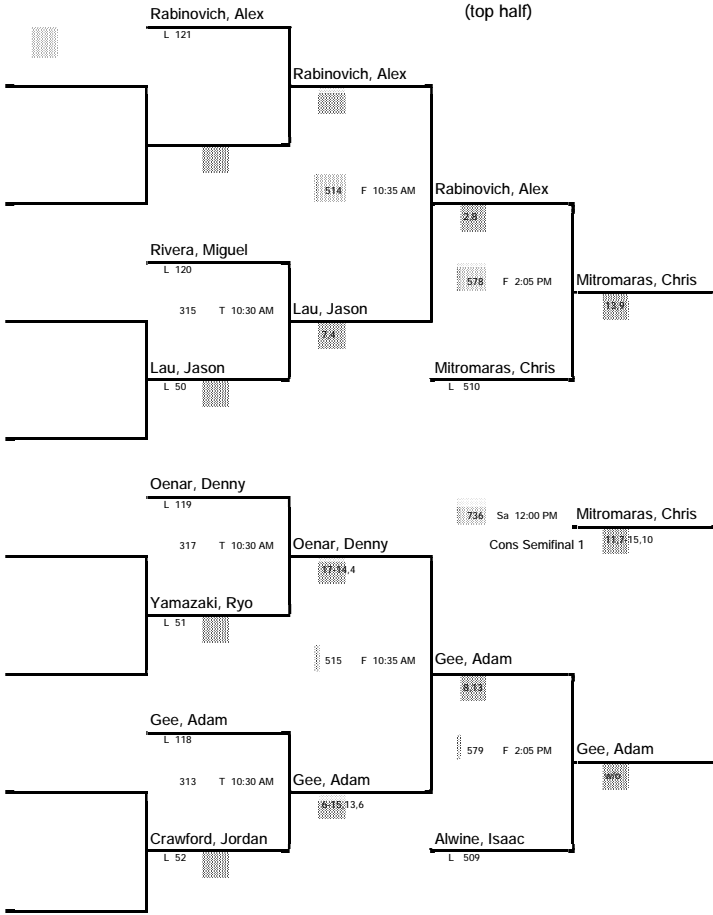 (top half)
Rabinovich, Alex
L 121
Rabinovich, Alex
514 F 10:35 AM
Rabinovich, Alex
2,8
Rivera, Miguel
L 120
578 F 2:05 PM
Mitromaras, Chris
13,9
315 T 10:30 AM
Lau, Jason
7,4
Lau, Jason
L 50
Mitromaras, Chris
L 510
Oenar, Denny
L 119
736 Sa 12:00 PM
Mitromaras, Chris
11,7-15,10
Cons Semifinal 1
317 T 10:30 AM
Oenar, Denny
17-14,4
Yamazaki, Ryo
L 51
515 F 10:35 AM
Gee, Adam
8,13
Gee, Adam
L 118
579 F 2:05 PM
Gee, Adam
w/o
313 T 10:30 AM
Gee, Adam
6-15,13,6
Crawford, Jordan
L 52
Alwine, Isaac
L 509